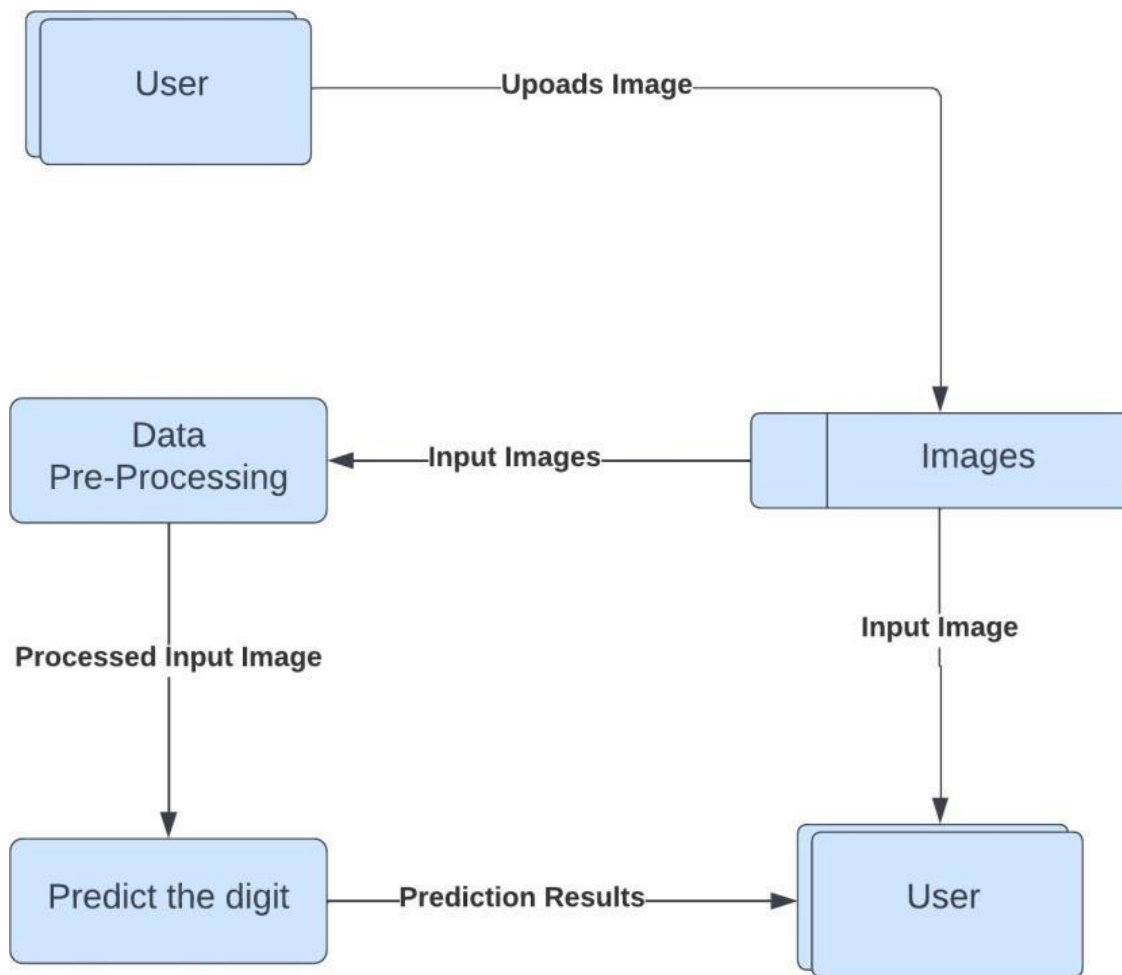 User
Upoads Image
Data
Pre-Processing
Input Images
Images
Processed Input Image
Input Image
Predict the digit
Prediction Results
User